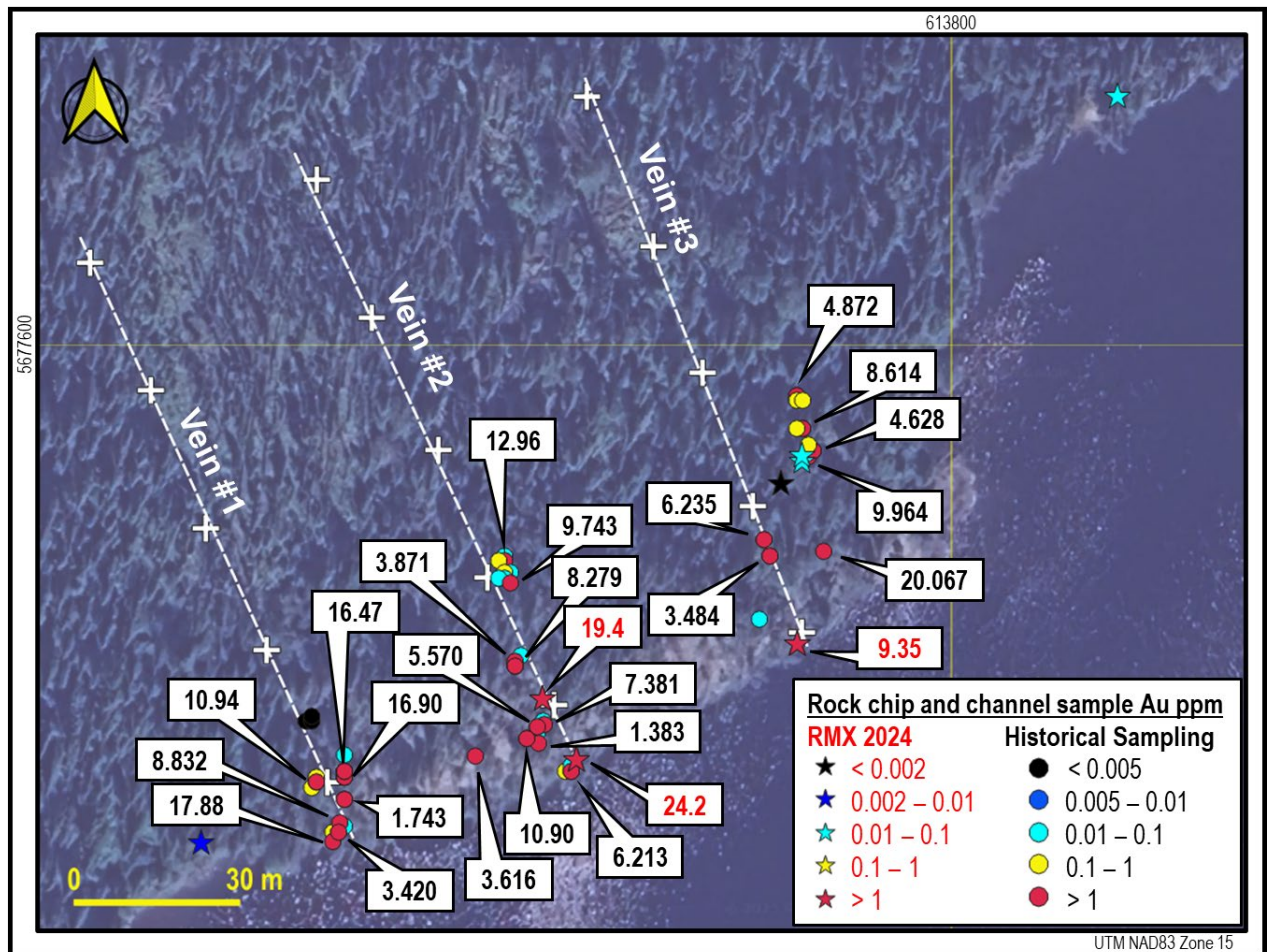 613800
5677600
Vein #1
Vein #2
Vein #3
4.872
8.614
4.628
12.96
6.235
9.964
9.743
3.871
8.279
20.067
16.47
19.4
3.484
5.570
9.35
10.94
16.90
7.381
8.832
1.383
17.88
1.743
24.2
10.90
6.213
3.420
3.616
0 30 m
Rock chip and channel sample Au ppm
RMX 2024 Historical Sampling
< 0.002 < 0.005
0.002 – 0.01 0.005 – 0.01
0.01 – 0.1 0.01 – 0.1
0.1 – 1 0.1 – 1
> 1 > 1
UTM NAD83 Zone 15